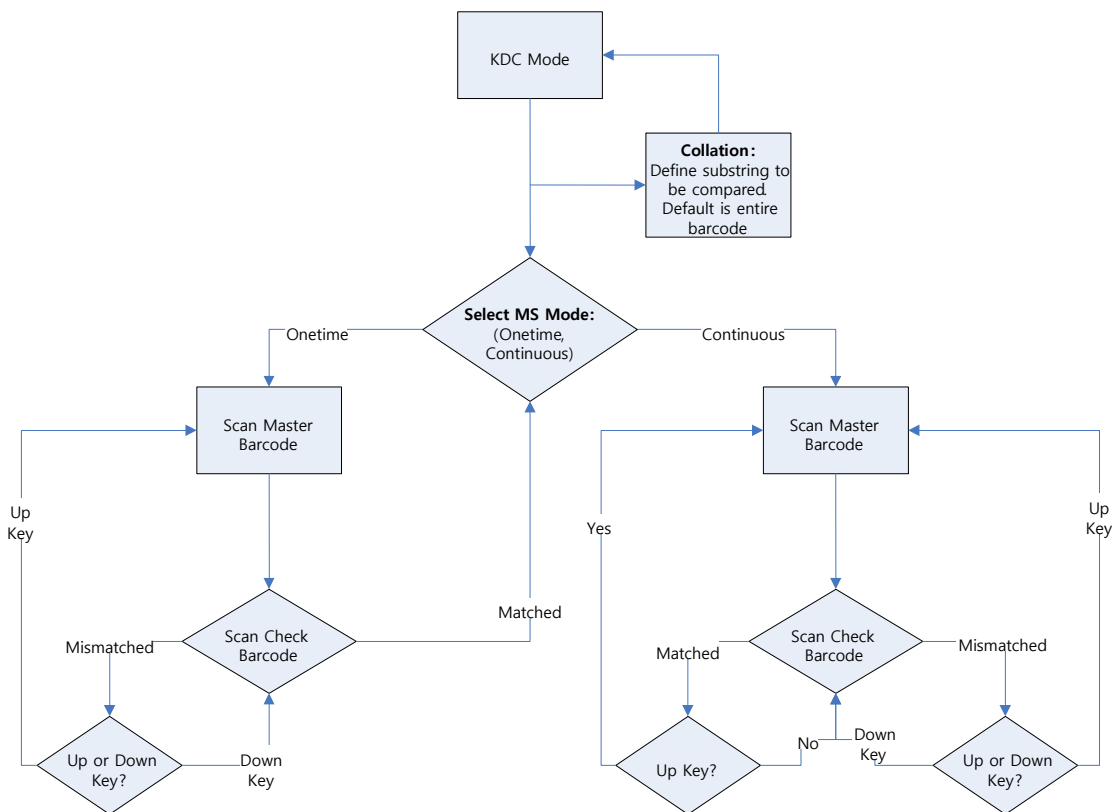 KDC Mode
Collation:
Define substring to
be compared.
Default is entire
barcode
Select MS Mode:
(Onetime,
Continuous)
Onetime
Continuous
Scan Master
Barcode
Scan Master
Barcode
Up
Key
Yes
Up
Key
Matched
Scan Check
Barcode
Scan Check
Barcode
Mismatched
Matched
Mismatched
Up or Down
Key?
Down
Key
Up Key?
No
Down
Key
Up or Down
Key?